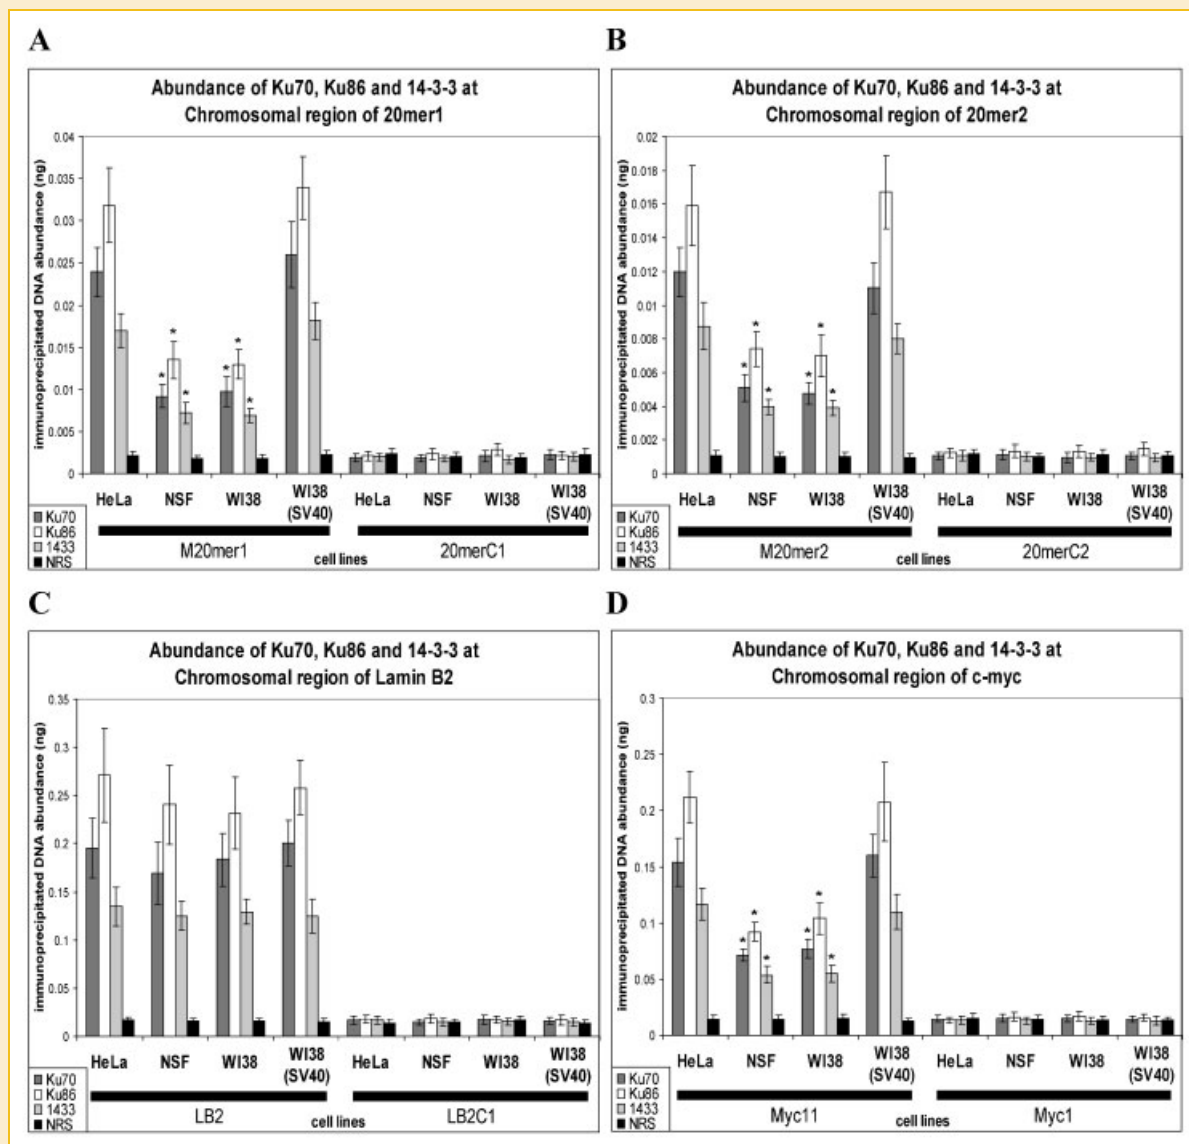 A
Abundance of Ku70, Ku86 and 14-3-3 at
Chromosomal region of 20mer1
immunoprecipitated DNA abundance (ng)
0.04
0.035
0.03
0.025
0.02
0.015
0.01
0.005
0
* * * * * *
HeLa NSF WI38 WI38 (SV40) HeLa NSF WI38 WI38 (SV40)
Ku70
Ku86
1433
NRS
M20mer1 20merC1
cell lines
B
Abundance of Ku70, Ku86 and 14-3-3 at
Chromosomal region of 20mer2
immunoprecipitated DNA abundance (ng)
0.02
0.018
0.016
0.014
0.012
0.01
0.008
0.006
0.004
0.002
0
* * * * * *
HeLa NSF WI38 WI38 (SV40) HeLa NSF WI38 WI38 (SV40)
Ku70
Ku86
1433
NRS
M20mer2 20merC2
cell lines
C
Abundance of Ku70, Ku86 and 14-3-3 at
Chromosomal region of Lamin B2
immunoprecipitated DNA abundance (ng)
0.35
0.3
0.25
0.2
0.15
0.1
0.05
0
HeLa NSF WI38 WI38 (SV40) HeLa NSF WI38 WI38 (SV40)
Ku70
Ku86
1433
NRS
LB2 LB2C1
cell lines
D
Abundance of Ku70, Ku86 and 14-3-3 at
Chromosomal region of c-myc
immunoprecipitated DNA abundance (ng)
0.3
0.25
0.2
0.15
0.1
0.05
0
* * * * * *
HeLa NSF WI38 WI38 (SV40) HeLa NSF WI38 WI38 (SV40)
Ku70
Ku86
1433
NRS
Myc11 Myc1
cell lines